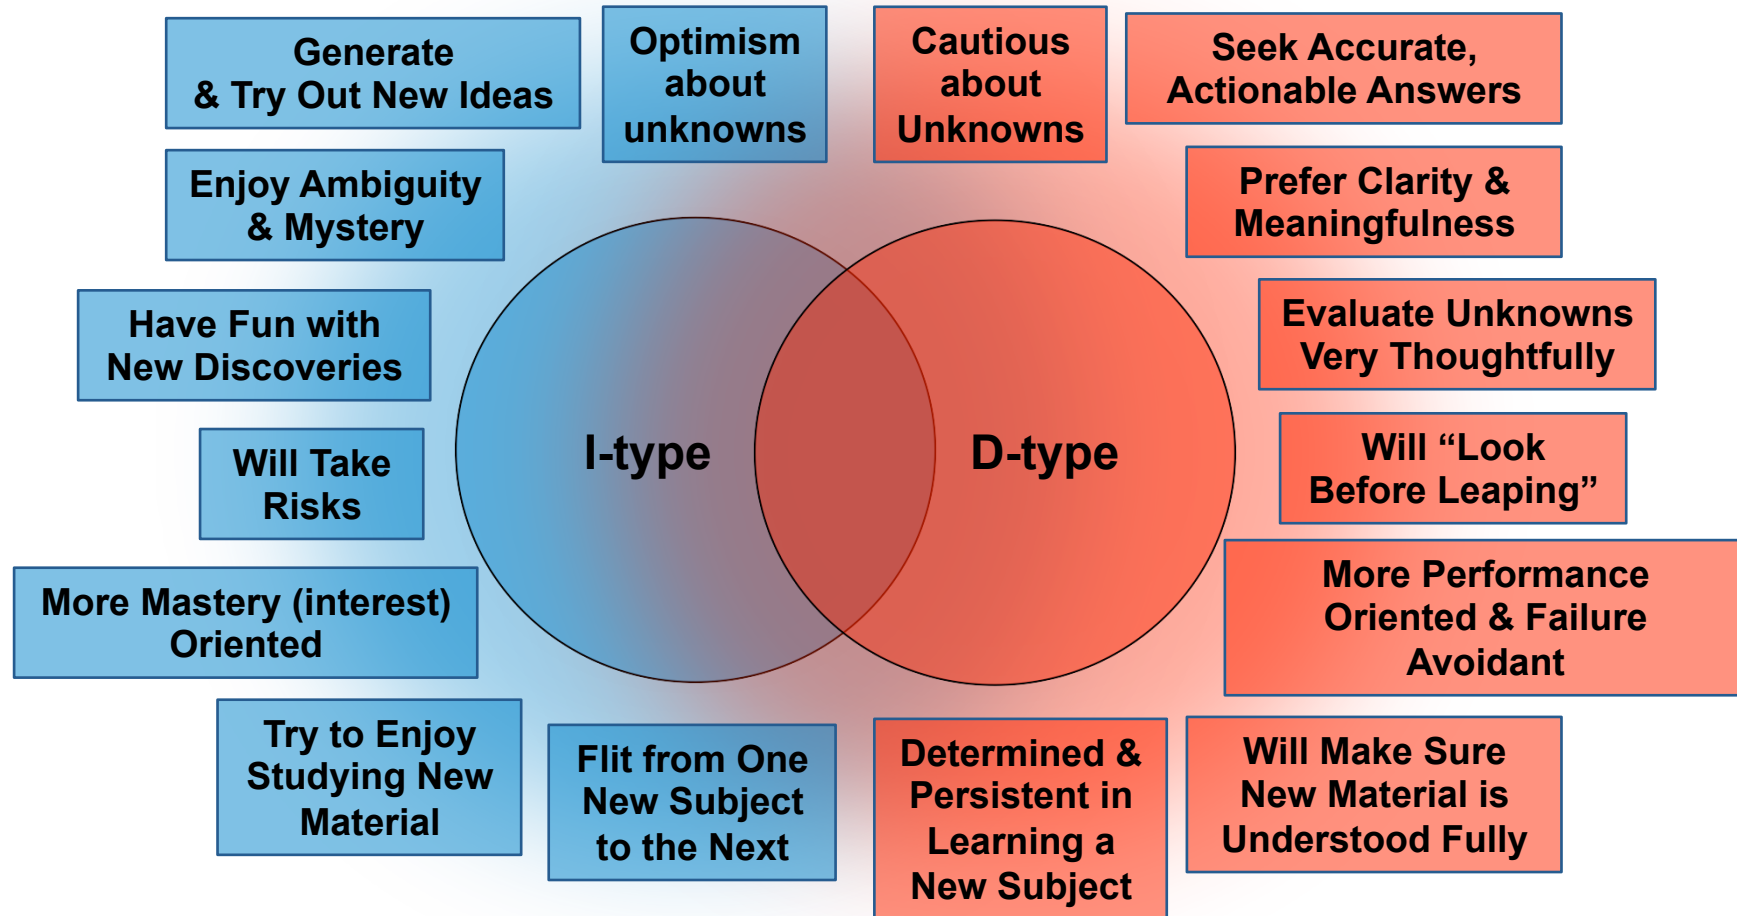 Generate
& Try Out New Ideas
Optimism
about
unknowns
Cautious
about
Unknowns
Seek Accurate,
Actionable Answers
Enjoy Ambiguity
& Mystery
Prefer Clarity &
Meaningfulness
Have Fun with
New Discoveries
Evaluate Unknowns
Very Thoughtfully
Will Take
Risks
I-type
D-type
Will “Look
Before Leaping”
More Mastery (interest)
Oriented
More Performance
Oriented & Failure
Avoidant
Try to Enjoy
Studying New
Material
Flit from One
New Subject
to the Next
Determined &
Persistent in
Learning a
New Subject
Will Make Sure
New Material is
Understood Fully